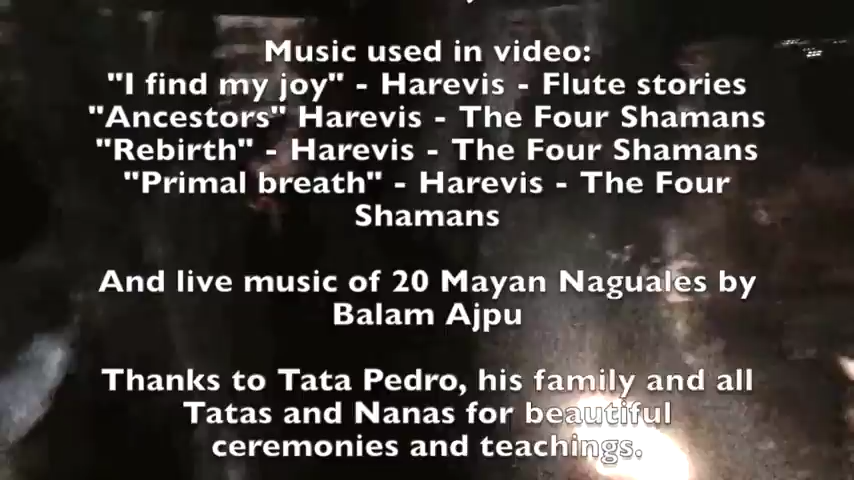 Music used in video:
"I find my joy" - Harevis - Flute stories
"Ancestors" Harevis - The Four Shamans
"Rebirth" - Harevis - The Four Shamans
"Primal breath" - Harevis - The Four
Shamans
And live music of 20 Mayan Naguales by
Balam Ajpu
Thanks to Tata Pedro, his family and all
Tatas and Nanas for beautiful
ceremonies and teachings.